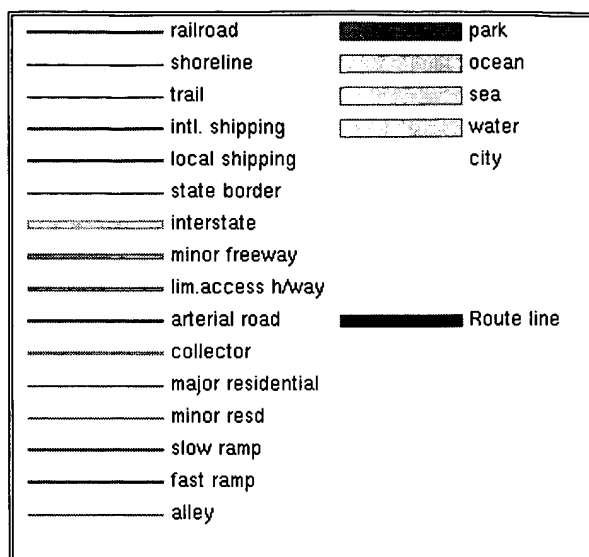 railroad park
shoreline ocean
trail sea
intl. shipping water
local shipping city
state border
interstate
minor freeway
lim.access h/way
arterial road Route line
collector
major residential
minor resd
slow ramp
fast ramp
alley